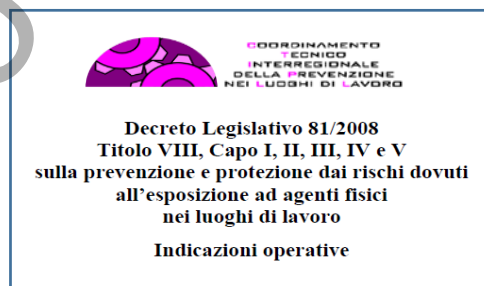 COORDINAMENTO
TECNICO
INTERREGIONALE
DELLA PREVENZIONE
NEI LUOGHI DI LAVORO
Decreto Legislativo 81/2008
Titolo VIII, Capo I, II, III, IV e V
sulla prevenzione e protezione dai rischi dovuti
all’esposizione ad agenti fisici
nei luoghi di lavoro
Indicazioni operative